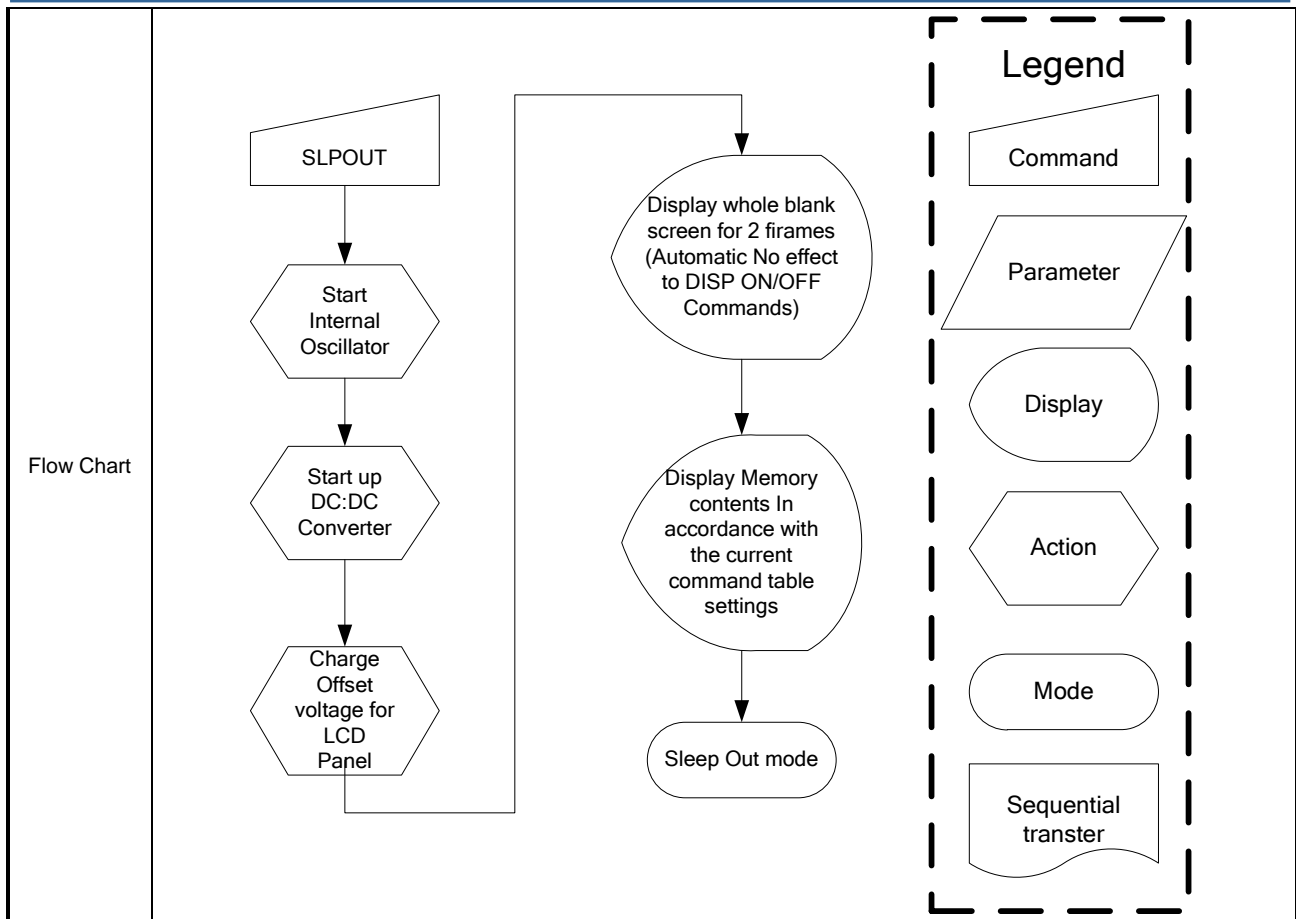 Flow Chart
SLPOUT
Start
Internal
Oscillator
Start up
DC:DC
Converter
Charge
Offset
voltage for
LCD
Panel
Display whole blank
screen for 2 firames
(Automatic No effect
to DISP ON/OFF
Commands)
Display Memory
contents In
accordance with
the current
command table
settings
Sleep Out mode
Legend
Command
Parameter
Display
Action
Mode
Sequential
transter